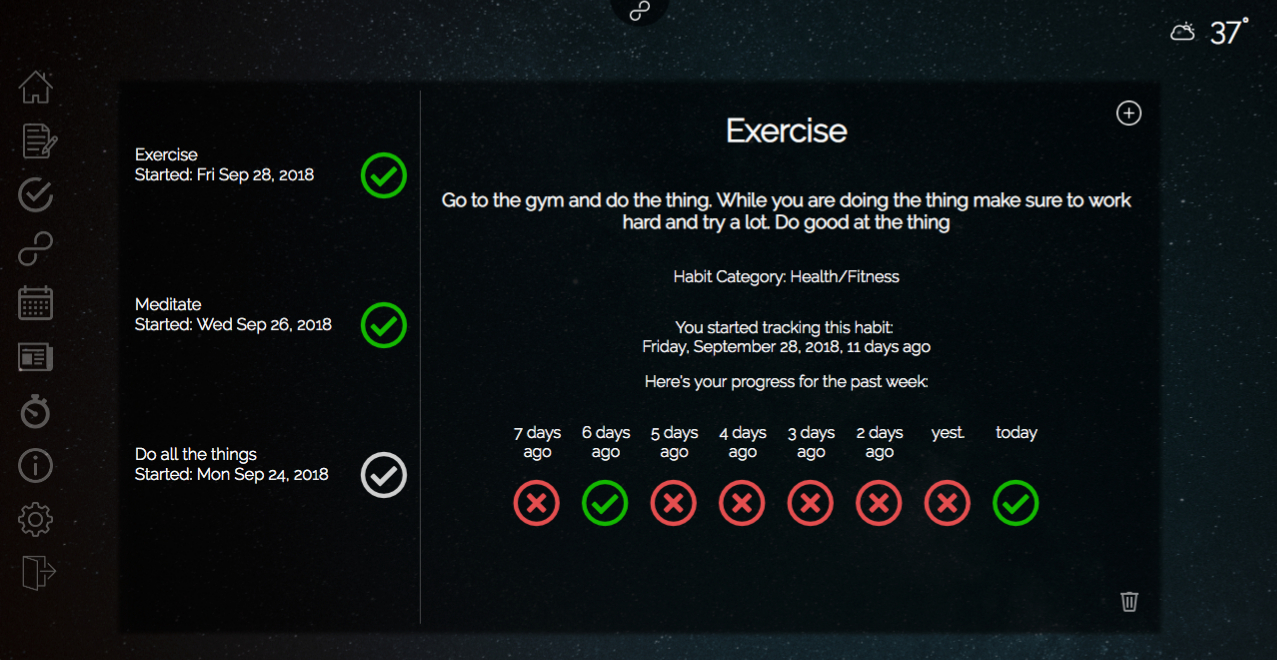 37°
Exercise
Started: Fri Sep 28, 2018
Meditate
Started: Wed Sep 26, 2018
Do all the things
Started: Mon Sep 24, 2018
Exercise
Go to the gym and do the thing. While you are doing the thing make sure to work
hard and try a lot. Do good at the thing
Habit Category: Health/Fitness
You started tracking this habit:
Friday, September 28, 2018, 11 days ago
Here's your progress for the past week:
7 days ago
6 days ago
5 days ago
4 days ago
3 days ago
2 days ago
yest.
today